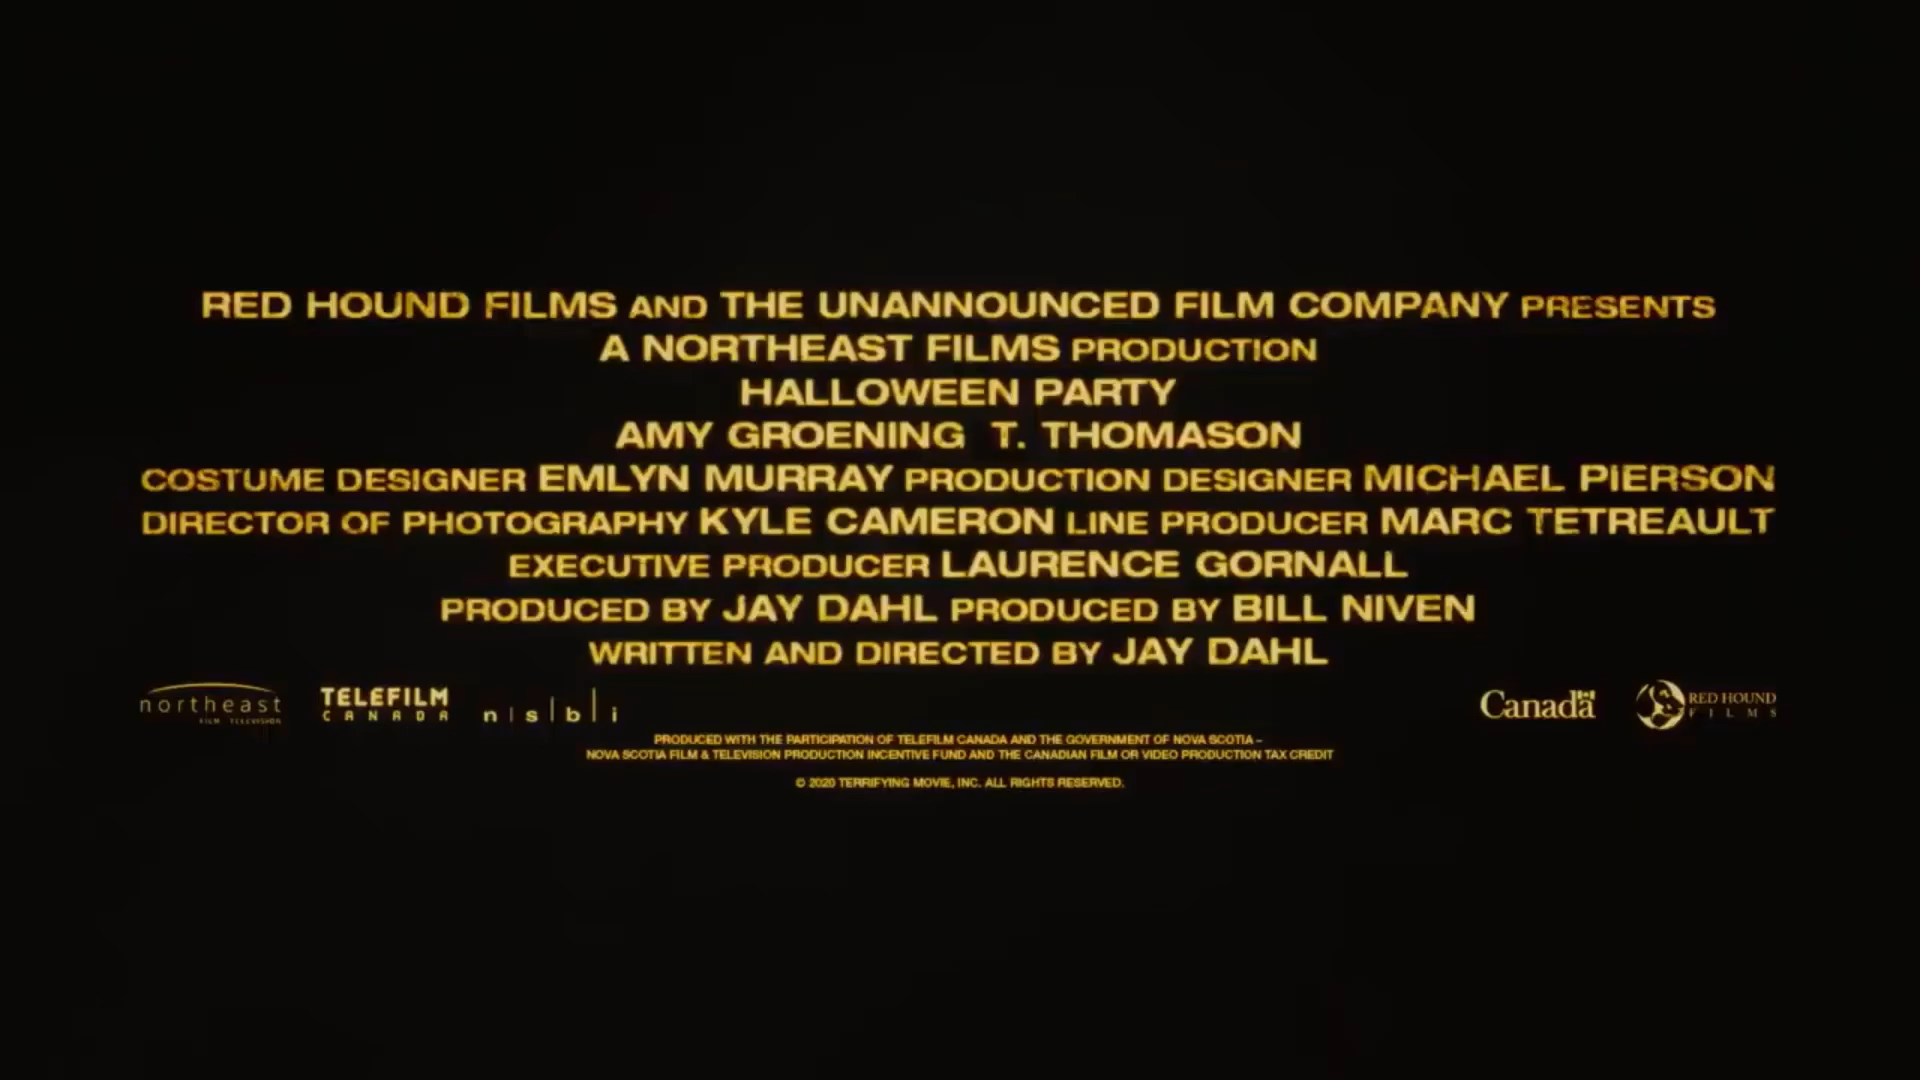 RED HOUND FILMS AND THE UNANNOUNCED FILM COMPANY PRESENTS
A NORTHEAST FILMS PRODUCTION
HALLOWEEN PARTY
AMY GROENING T. THOMASON
COSTUME DESIGNER EMLYN MURRAY PRODUCTION DESIGNER MICHAEL PIERSON
DIRECTOR OF PHOTOGRAPHY KYLE CAMERON LINE PRODUCER MARC TETREAULT
EXECUTIVE PRODUCER LAURENCE GORNALL
PRODUCED BY JAY DAHL PRODUCED BY BILL NIVEN
WRITTEN AND DIRECTED BY JAY DAHL
northeast
FILM TELEVISION
TELEFILM
CANADA
n|s|b|i
Canada
RED HOUND
FILMS
PRODUCED WITH THE PARTICIPATION OF TELEFILM CANADA AND THE GOVERNMENT OF NOVA SCOTIA –
NOVA SCOTIA FILM & TELEVISION PRODUCTION INCENTIVE FUND AND THE CANADIAN FILM OR VIDEO PRODUCTION TAX CREDIT
© 2020 TERRIFYING MOVIE, INC. ALL RIGHTS RESERVED.